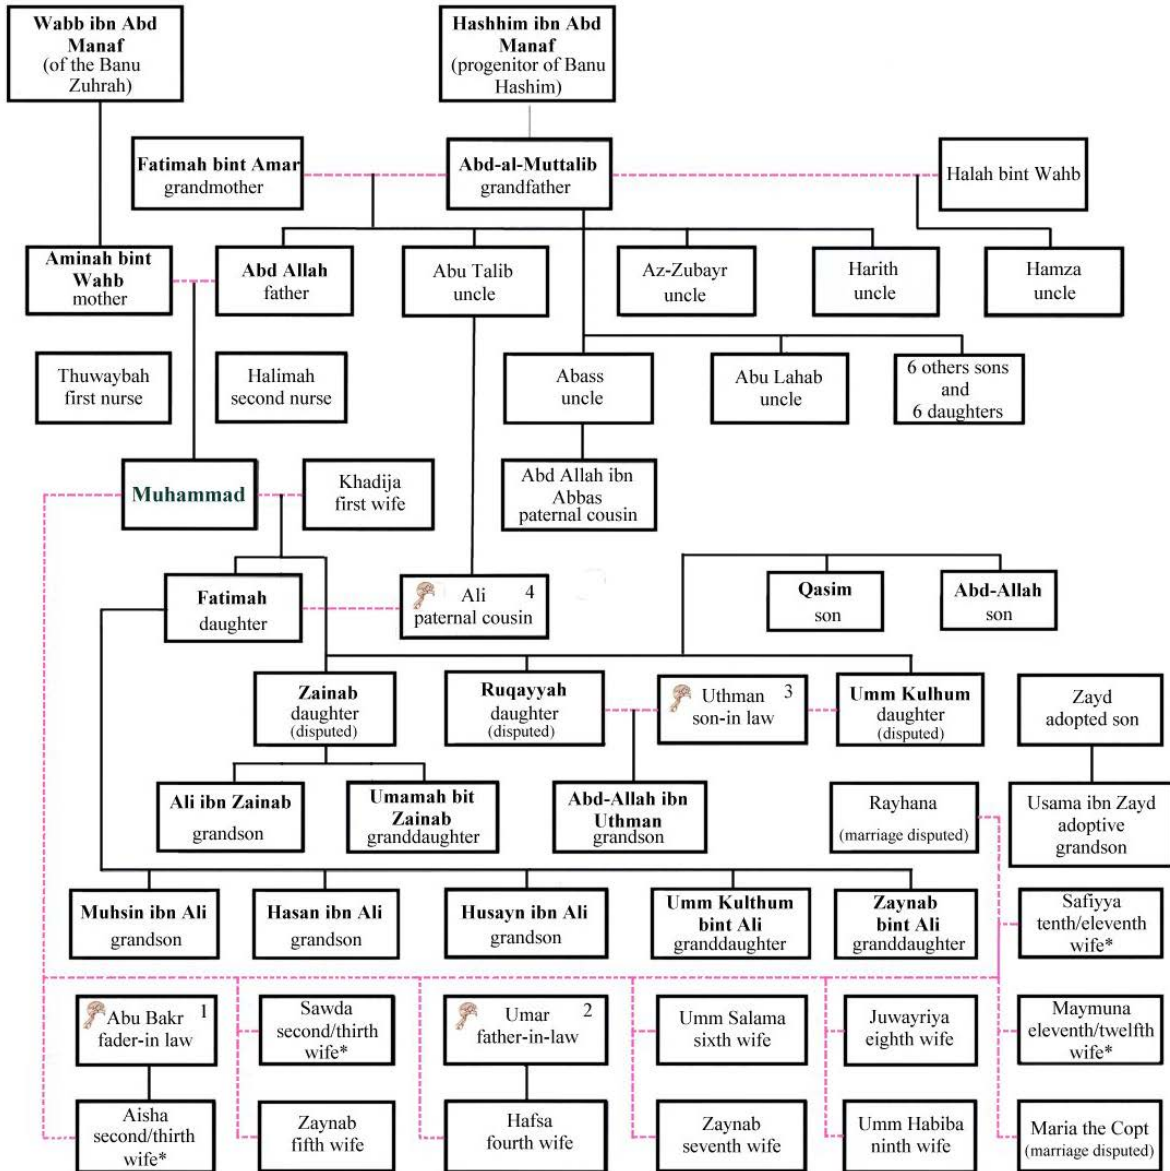 Wabb ibn Abd
Manaf
(of the Banu
Zuhrah)
Hashhim ibn Abd
Manaf
(progenitor of Banu
Hashim)
Fatimah bint Amar
grandmother
Abd-al-Muttalib
grandfather
Halah bint Wahb
Aminah bint
Wahb
mother
Abd Allah
father
Abu Talib
uncle
Az-Zubayr
uncle
Harith
uncle
Hamza
uncle
Thuwaybah
first nurse
Halimah
second nurse
Abass
uncle
Abu Lahab
uncle
6 others sons
and
6 daughters
Muhammad
Khadija
first wife
Abd Allah ibn
Abbas
paternal cousin
Fatimah
daughter
Ali 4
paternal cousin
Qasim
son
Abd-Allah
son
Zainab
daughter
(disputed)
Ruqayyah
daughter
(disputed)
Uthman 3
son-in law
Umm Kulhum
daughter
(disputed)
Zayd
adopted son
Ali ibn Zainab
grandson
Umamah bit
Zainab
granddaughter
Abd-Allah ibn
Uthman
grandson
Rayhana
(marriage disputed)
Usama ibn Zayd
adoptive
grandson
Muhsin ibn Ali
grandson
Hasan ibn Ali
grandson
Husayn ibn Ali
grandson
Umm Kulthum
bint Ali
granddaughter
Zaynab
bint Ali
granddaughter
Safiyya
tenth/eleventh
wife*
Abu Bakr 1
fader-in law
Sawda
second/thirth
wife*
Umar 2
father-in-law
Umm Salama
sixth wife
Juwayriya
eighth wife
Maymuna
eleventh/twelfth
wife*
Aisha
second/thirth
wife*
Zaynab
fifth wife
Hafsa
fourth wife
Zaynab
seventh wife
Umm Habiba
ninth wife
Maria the Copt
(marriage disputed)